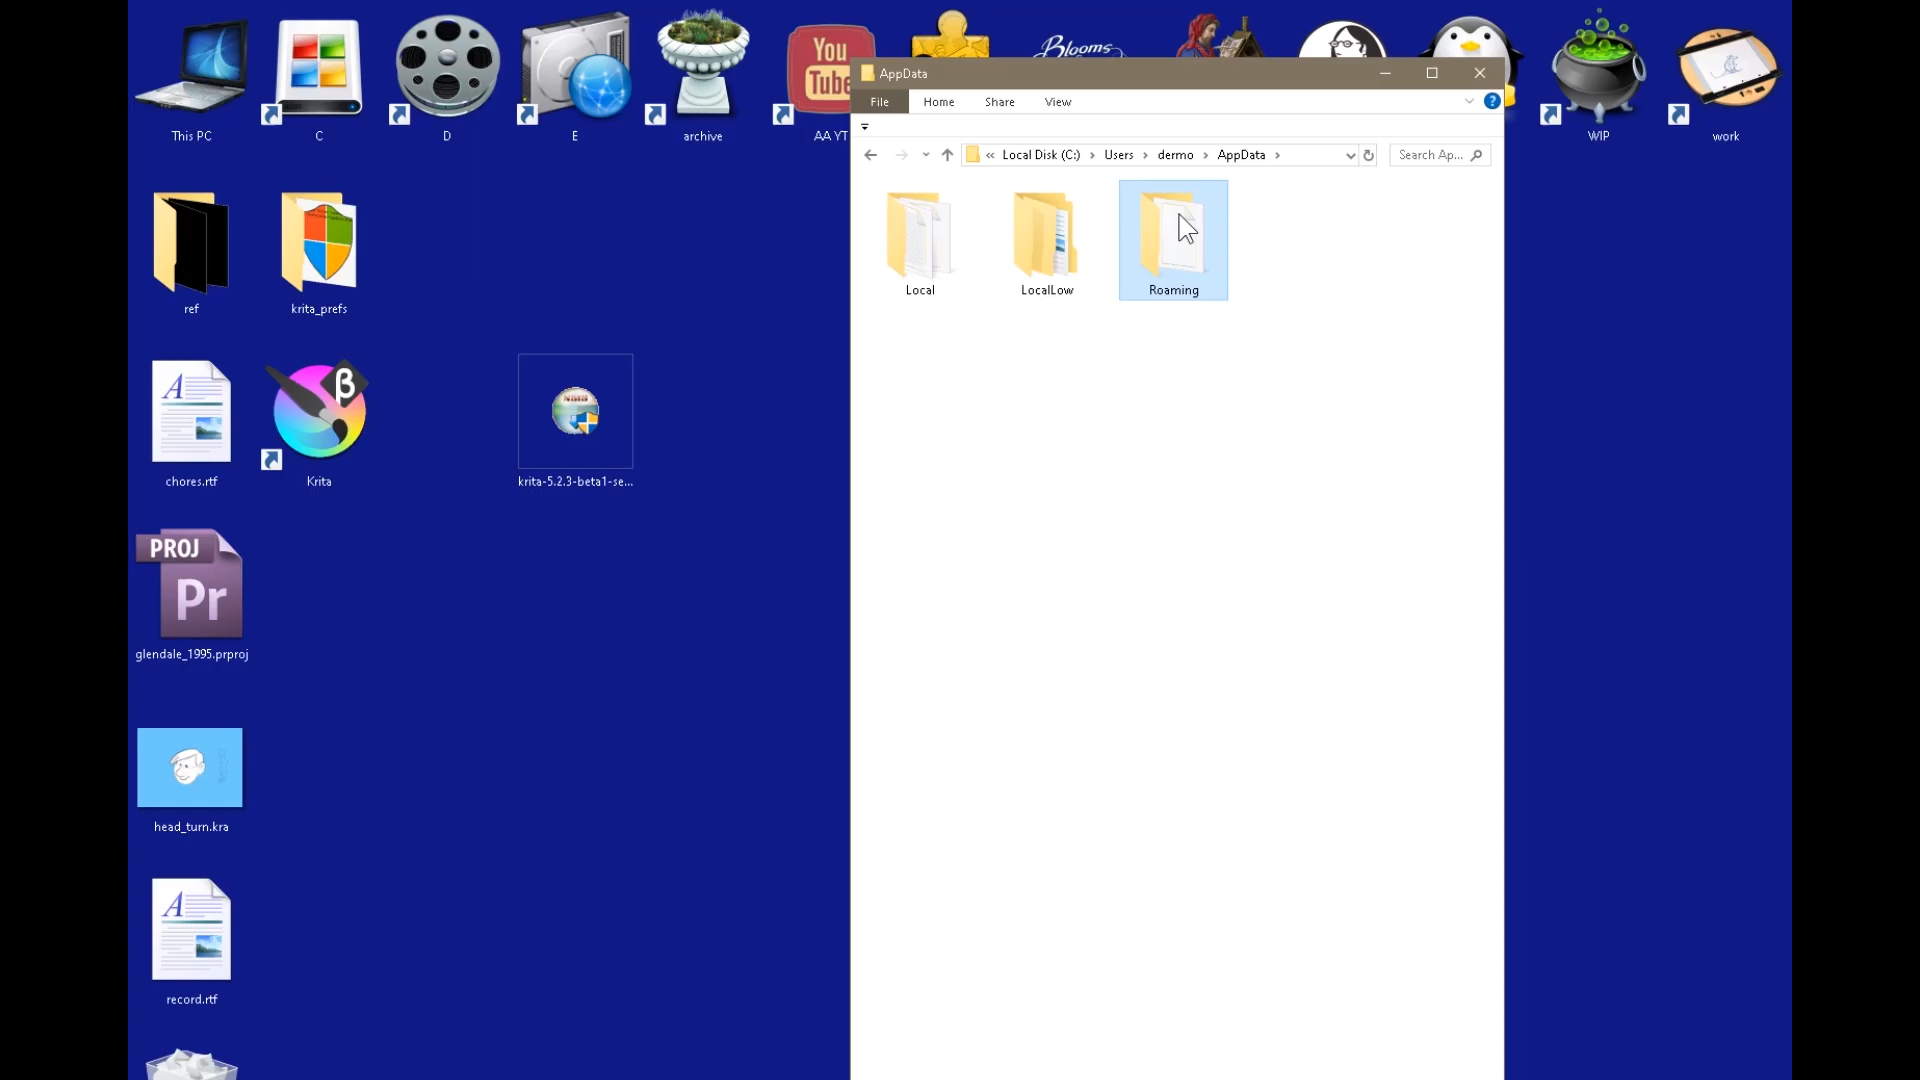 This PC
C
D
E
archive
You
Tube
AA YT
Blooms
WIP
work
AppData
File
Home
Share
View
?
« Local Disk (C:) › Users › dermo › AppData ›
Search Ap...
Local
LocalLow
Roaming
ref
krita_prefs
A
chores.rtf
β
Krita
krita-5.2.3-beta1-se...
PROJ
Pr
glendale_1995.prproj
head_turn.kra
A
record.rtf